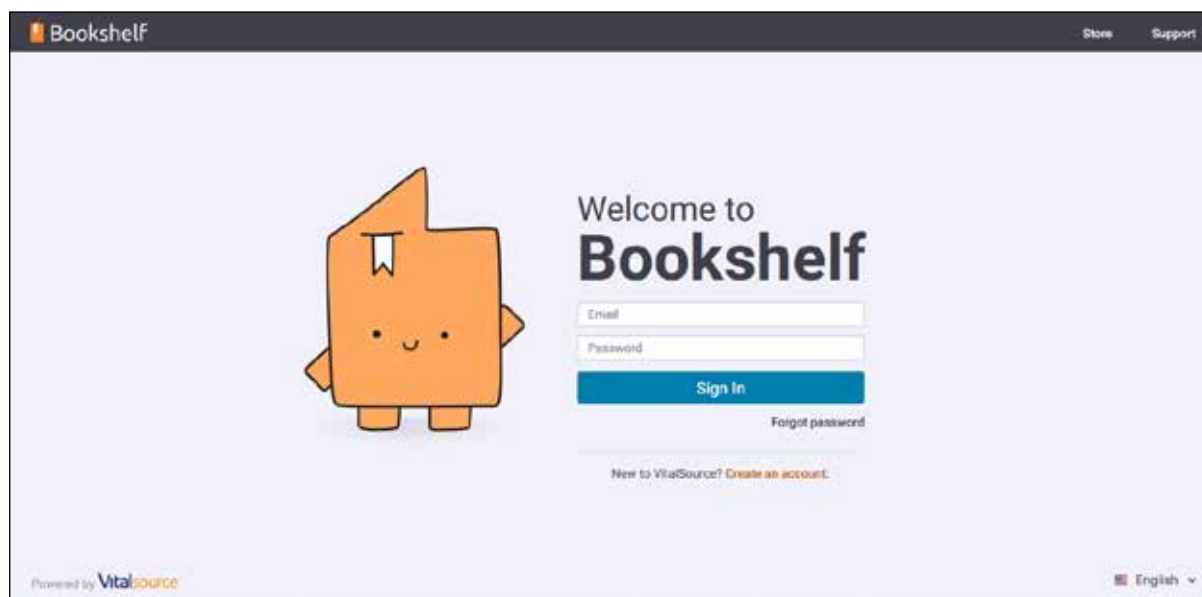 Bookshelf
Store Support
Welcome to
Bookshelf
Email
Password
Sign In
Forgot password
New to VitalSource? Create an account.
Powered by Vitalsource
English